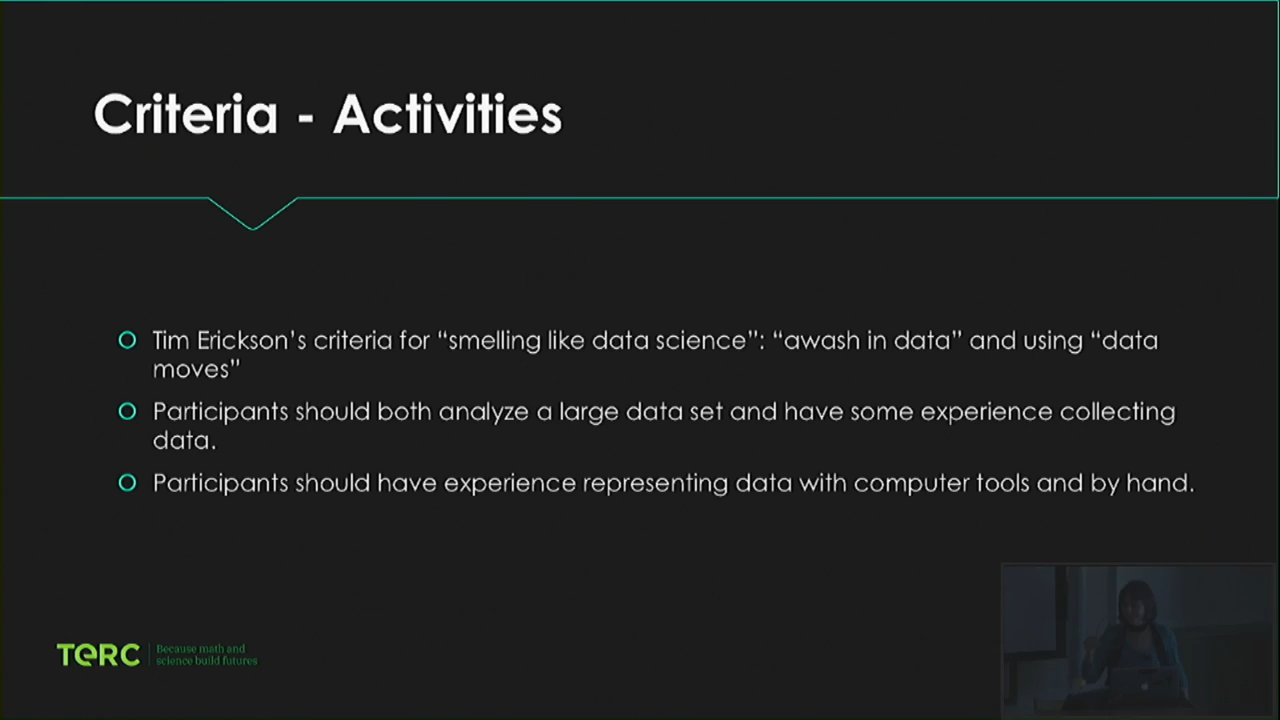 Criteria - Activities
Tim Erickson’s criteria for “smelling like data science”: “awash in data” and using “data
moves”
Participants should both analyze a large data set and have some experience collecting
data.
Participants should have experience representing data with computer tools and by hand.
TERC
Because math and
science build futures